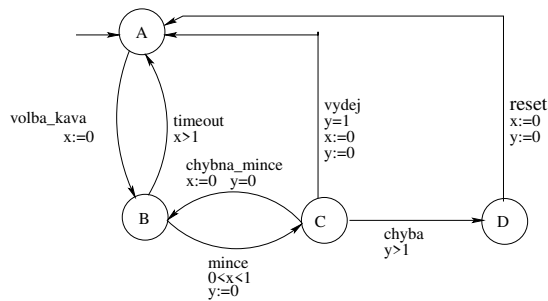 A
volba_kava
x:=0
timeout
x>1
vydej
y=1
x:=0
y:=0
reset
x:=0
y:=0
chybna_mince
x:=0 y=0
B
C
D
chyba
y>1
mince
0<x<1
y:=0